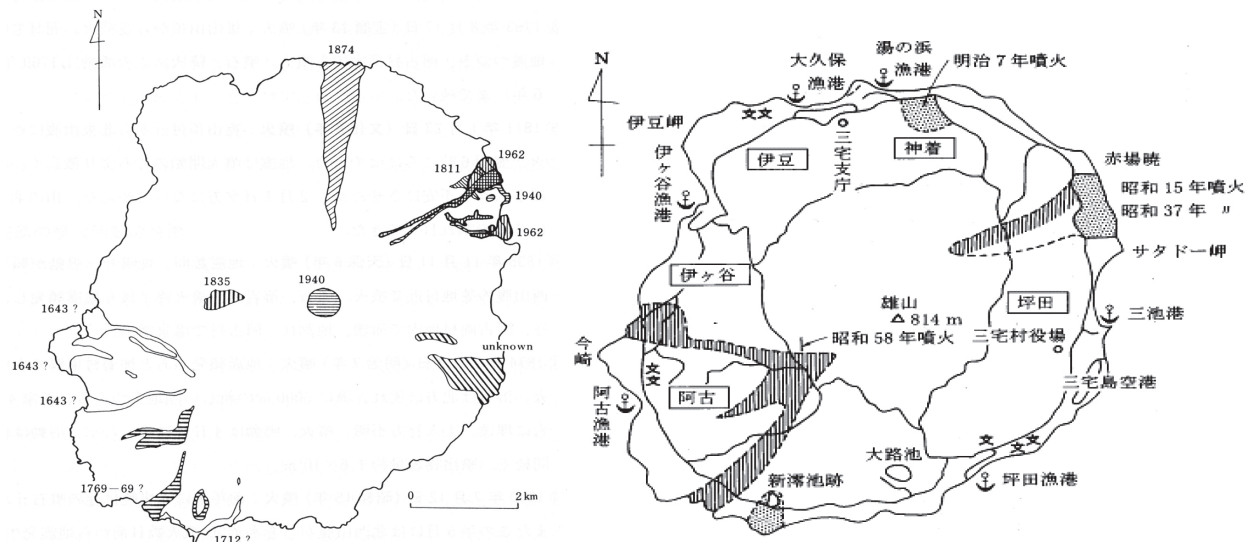 N
1874
1962
1811
1940
1962
1835
1940
1643 ?
1643 ?
unknown
1643 ?
1769−69 ?
1712 ?
0 2 km
N
湯の浜漁港
大久保漁港
明治7年噴火
伊豆岬
文文
伊豆
三宅支庁
神着
赤場暁
伊ヶ谷漁港
昭和15年噴火
昭和37年 〃
サタドー岬
伊ヶ谷
坪田
雄山
△ 814 m
三池港
昭和58年噴火
三宅村役場
今崎
文文
阿古
三宅島空港
阿古漁港
大路池
文文
新澪池跡
坪田漁港